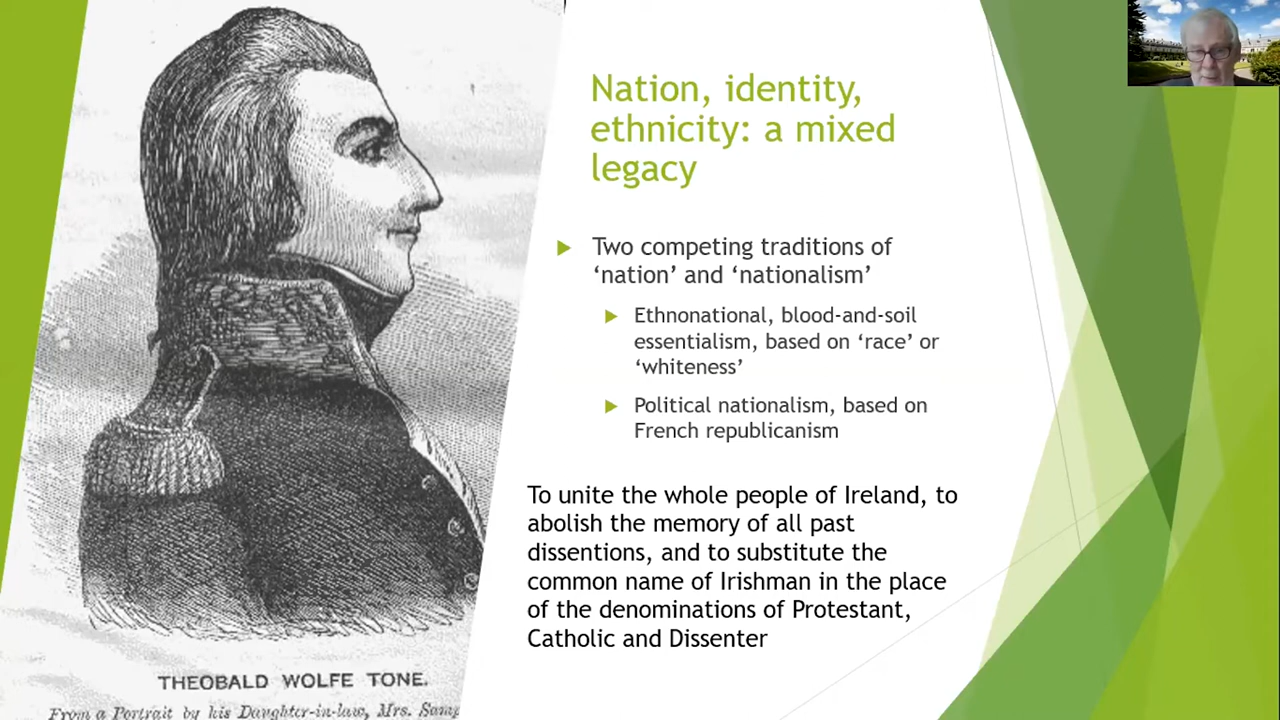 Nation, identity,
ethnicity: a mixed
legacy
Two competing traditions of
‘nation’ and ‘nationalism’
Ethnonational, blood-and-soil
essentialism, based on ‘race’ or
‘whiteness’
Political nationalism, based on
French republicanism
To unite the whole people of Ireland, to
abolish the memory of all past
dissentions, and to substitute the
common name of Irishman in the place
of the denominations of Protestant,
Catholic and Dissenter
THEOBALD WOLFE TONE.
From a Portrait by his Daughter-in-law, Mrs.